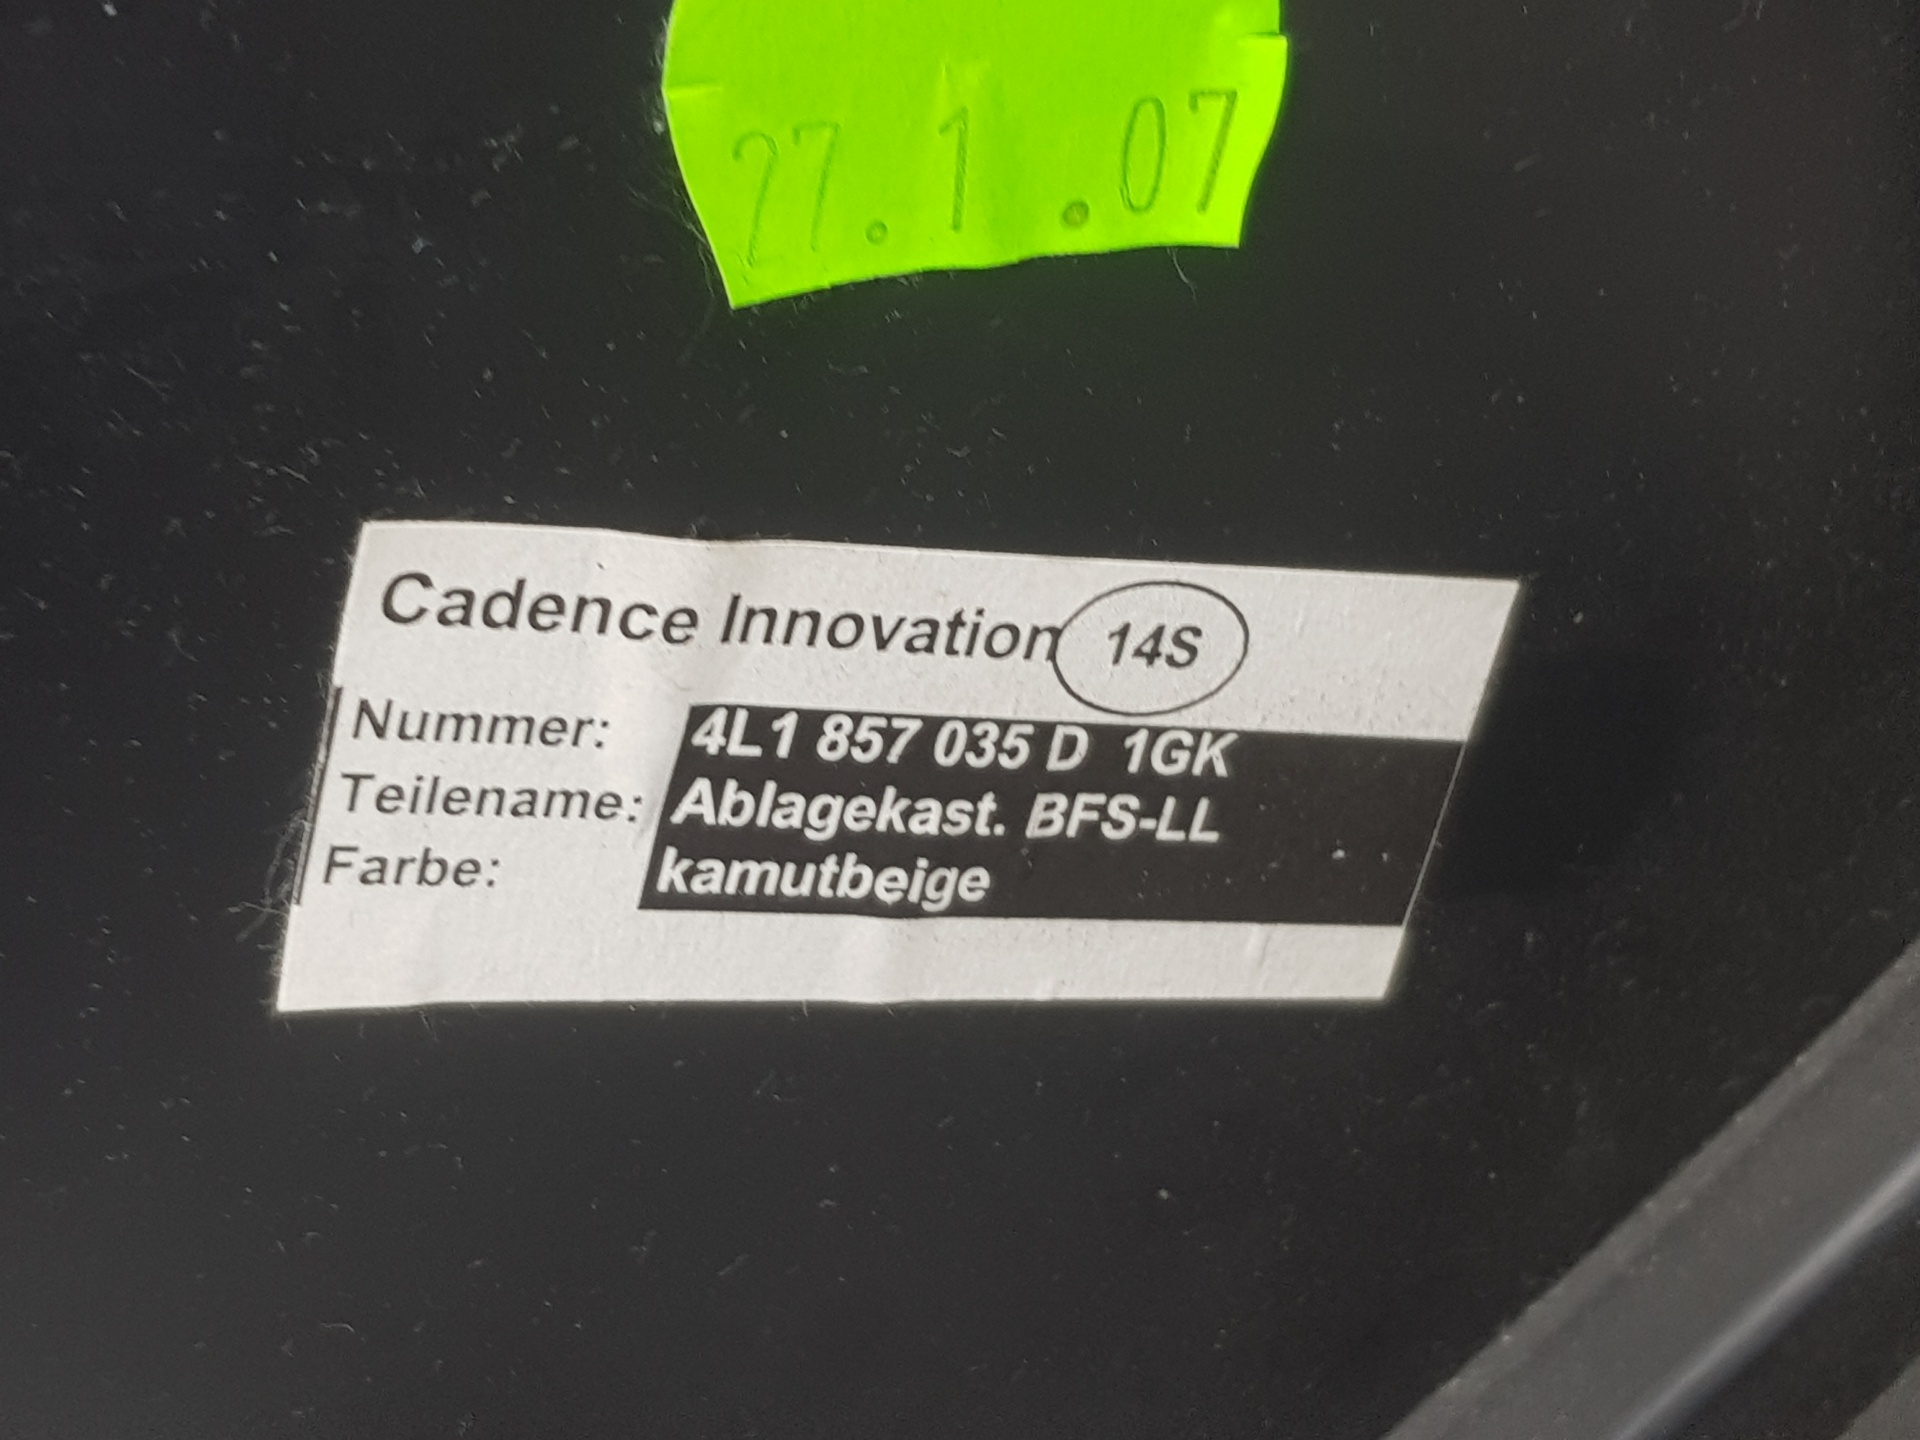 27.1.07
Cadence Innovation 14S
Nummer: 4L1 857 035 D 1GK
Teilename: Ablagekast. BFS-LL
Farbe: kamutbeige